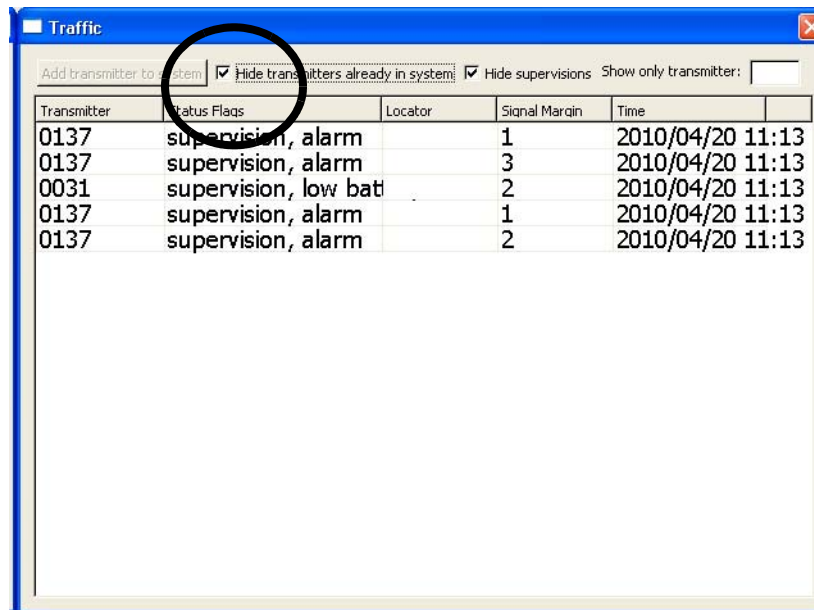 Traffic
Add transmitter to system Hide transmitters already in system Hide supervisions Show only transmitter:
Transmitter Status Flags Locator Signal Margin Time
0137 supervision, alarm 1 2010/04/20 11:13
0137 supervision, alarm 3 2010/04/20 11:13
0031 supervision, low batt 2 2010/04/20 11:13
0137 supervision, alarm 1 2010/04/20 11:13
0137 supervision, alarm 2 2010/04/20 11:13